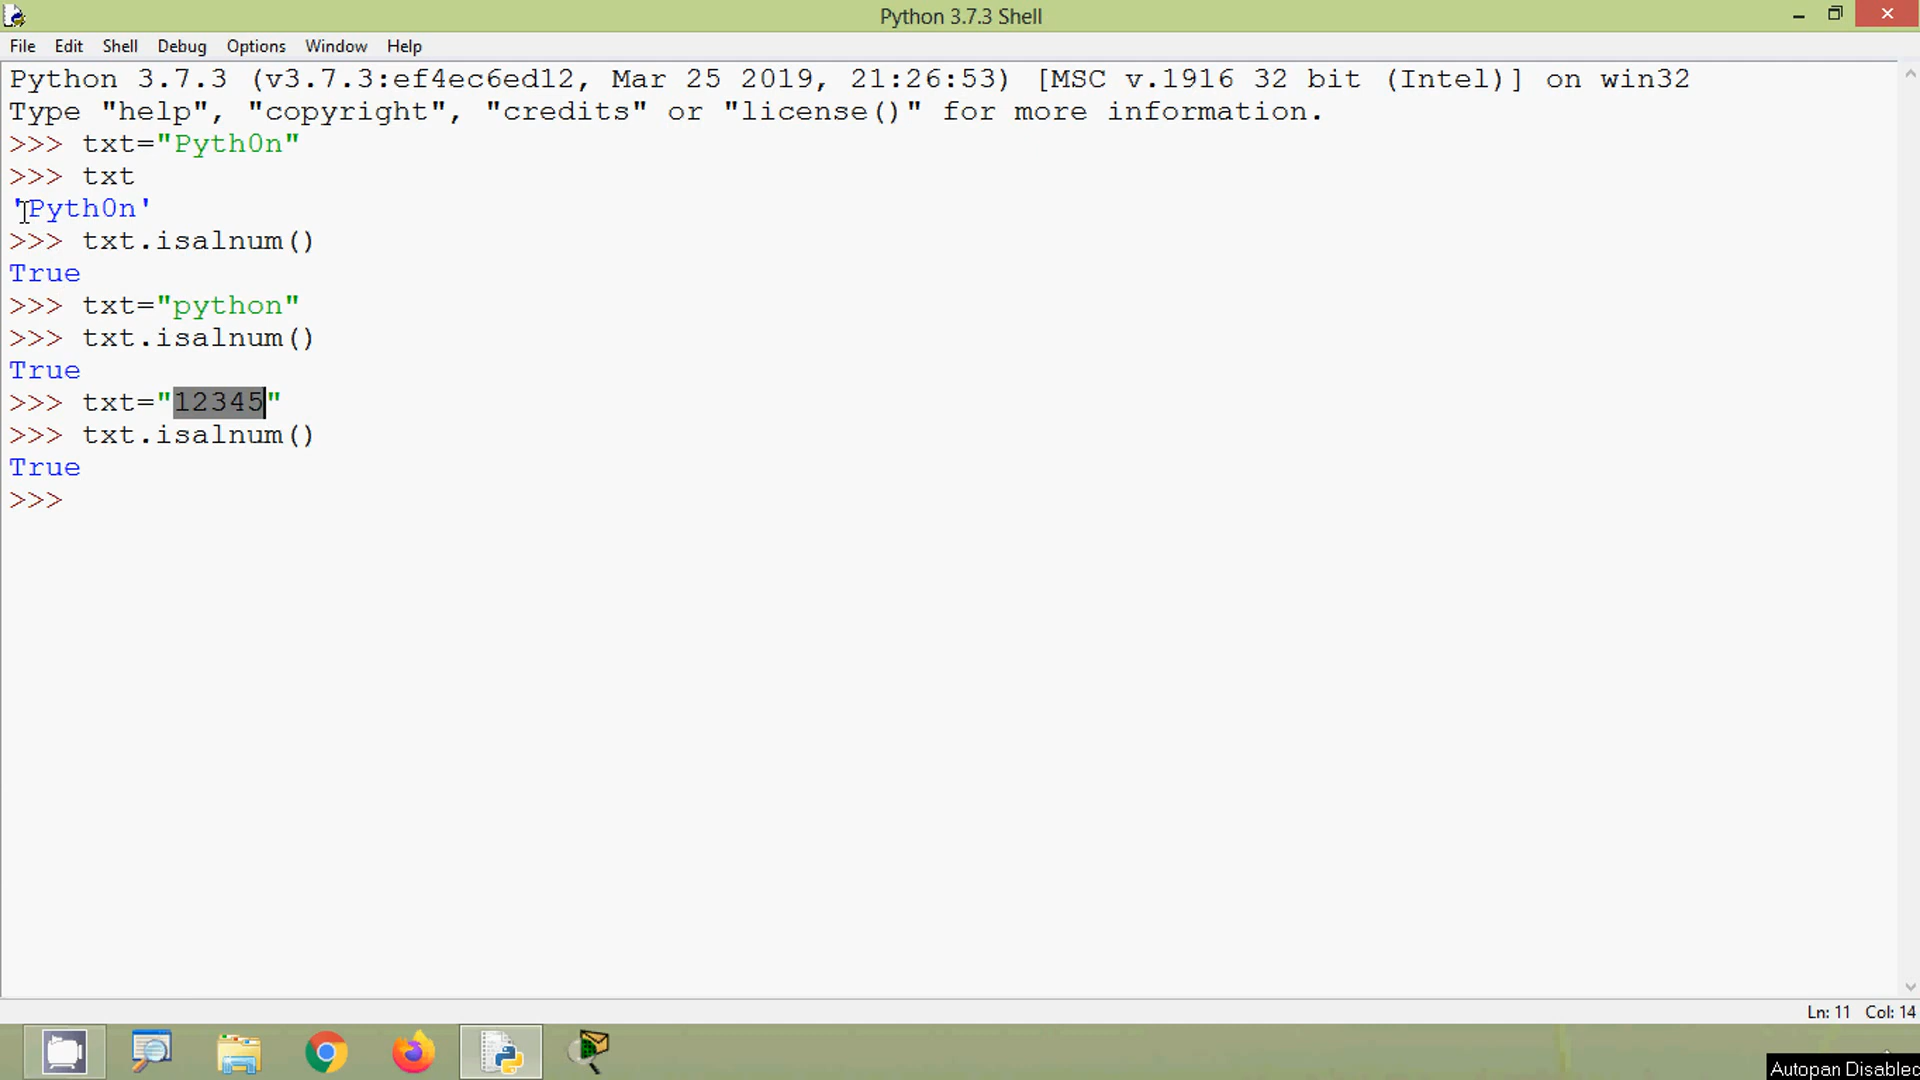 Python 3.7.3 Shell
File Edit Shell Debug Options Window Help
Python 3.7.3 (v3.7.3:ef4ec6ed12, Mar 25 2019, 21:26:53) [MSC v.1916 32 bit (Intel)] on win32
Type "help", "copyright", "credits" or "license()" for more information.
>>> txt="Pyth0n"
>>> txt
'Pyth0n'
>>> txt.isalnum()
True
>>> txt="python"
>>> txt.isalnum()
True
>>> txt="12345"
>>> txt.isalnum()
True
>>>
Ln: 11 Col: 14
Autopan Disabled